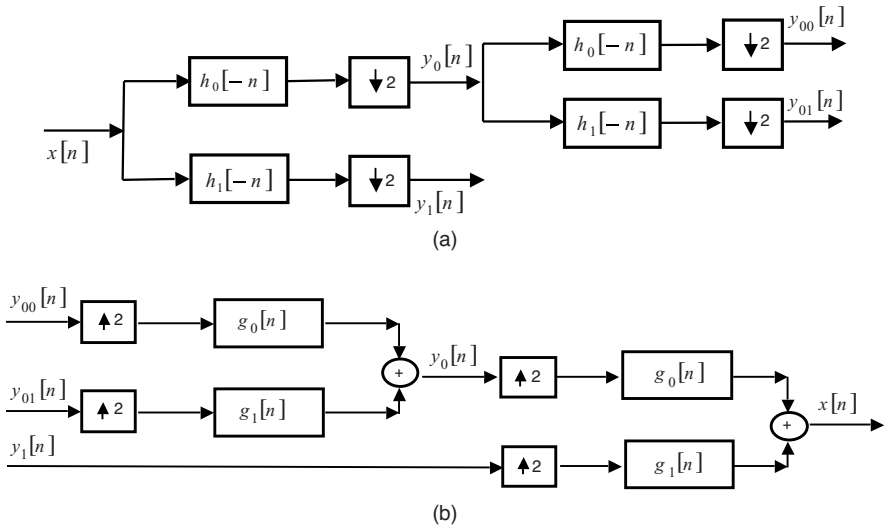 h₀[−n] ↓2 y₀[n] h₀[−n] ↓2 y₀₀[n]
x[n] h₁[−n] ↓2 y₀₁[n]
h₁[−n] ↓2 y₁[n]
(a)
y₀₀[n] ↑2 g₀[n]
+ y₀[n] ↑2 g₀[n]
y₀₁[n] ↑2 g₁[n] + x[n]
y₁[n] ↑2 g₁[n]
(b)